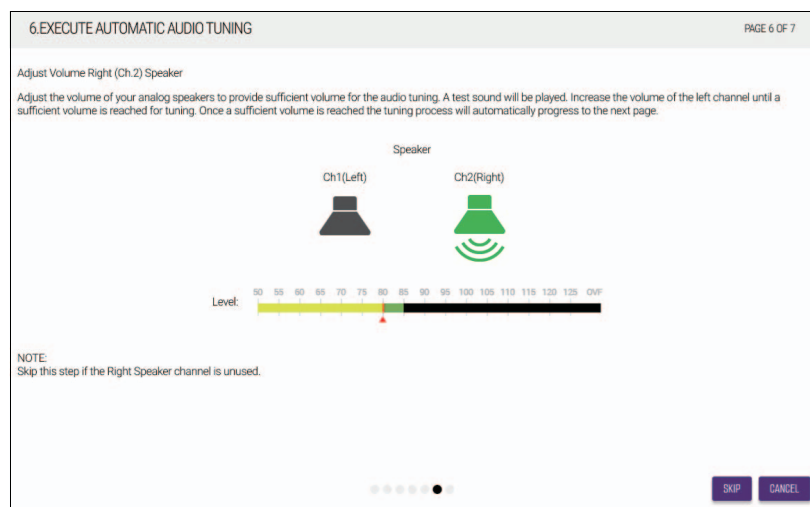 6.EXECUTE AUTOMATIC AUDIO TUNING
PAGE 6 OF 7
Adjust Volume Right (Ch.2) Speaker
Adjust the volume of your analog speakers to provide sufficient volume for the audio tuning. A test sound will be played. Increase the volume of the left channel until a
sufficient volume is reached for tuning. Once a sufficient volume is reached the tuning process will automatically progress to the next page.
Speaker
Ch1(Left) Ch2(Right)
50 55 60 65 70 75 80 85 90 95 100 105 110 115 120 125 OVF
Level:
NOTE:
Skip this step if the Right Speaker channel is unused.
SKIP CANCEL